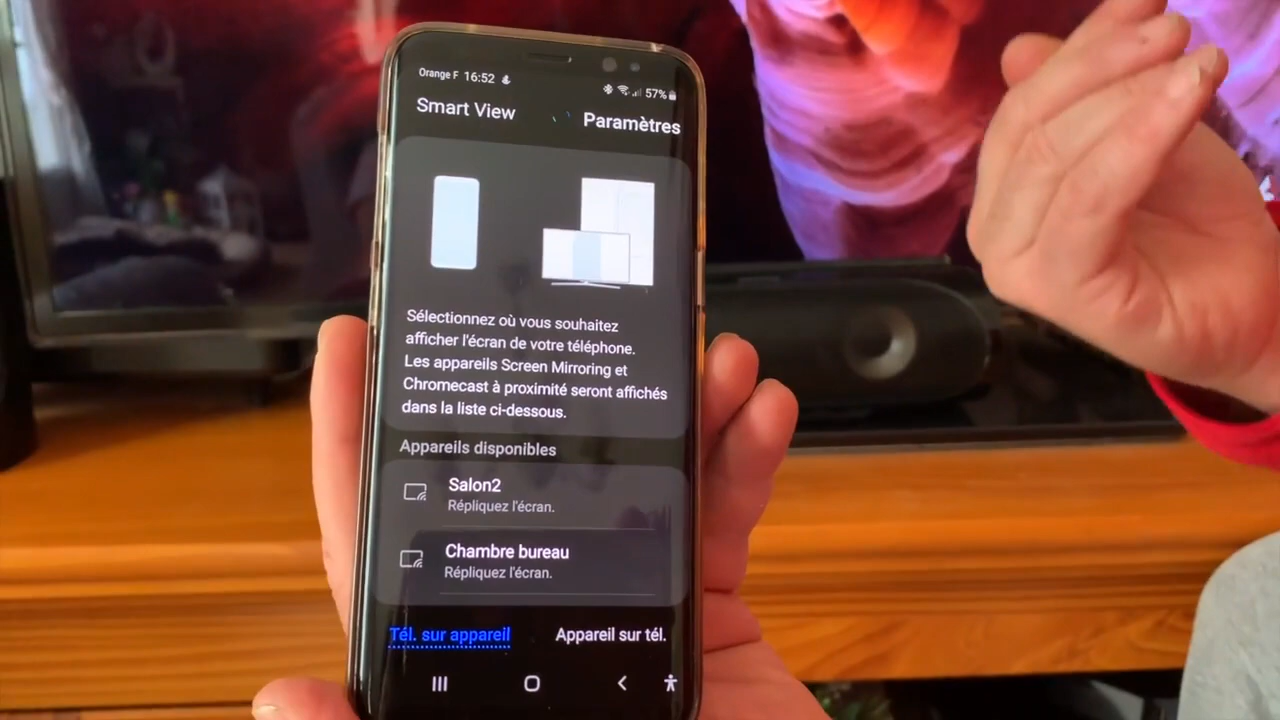 Orange F 16:52
57%
Smart View
Paramètres
Sélectionnez où vous souhaitez
afficher l'écran de votre téléphone.
Les appareils Screen Mirroring et
Chromecast à proximité seront affichés
dans la liste ci-dessous.
Appareils disponibles
Salon2
Répliquez l'écran.
Chambre bureau
Répliquez l'écran.
Tél. sur appareil
Appareil sur tél.